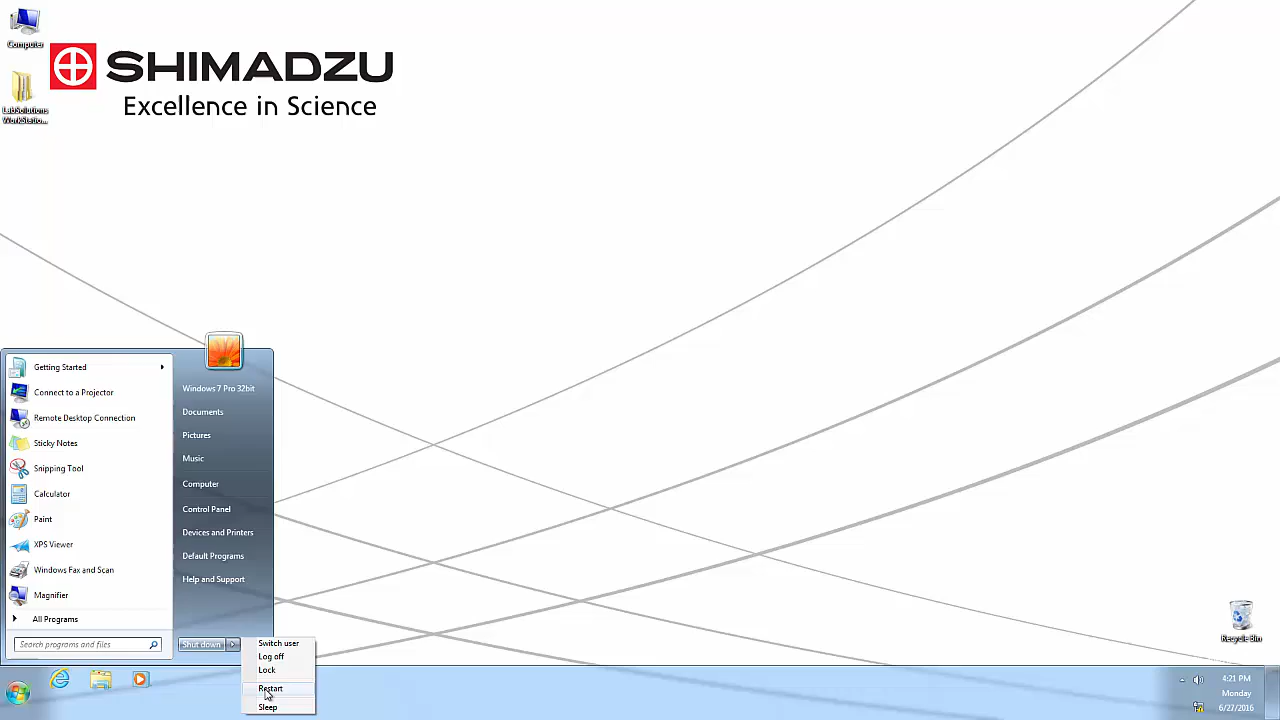 Computer
SHIMADZU
Excellence in Science
LabSolutions
WorkStatio...
Getting Started
Connect to a Projector
Remote Desktop Connection
Sticky Notes
Snipping Tool
Calculator
Paint
XPS Viewer
Windows Fax and Scan
Magnifier
All Programs
Search programs and files
Windows 7 Pro 32bit
Documents
Pictures
Music
Computer
Control Panel
Devices and Printers
Default Programs
Help and Support
Shut down
Switch user
Log off
Lock
Restart
Sleep
Recycle Bin
4:21 PM
Monday
6/27/2016